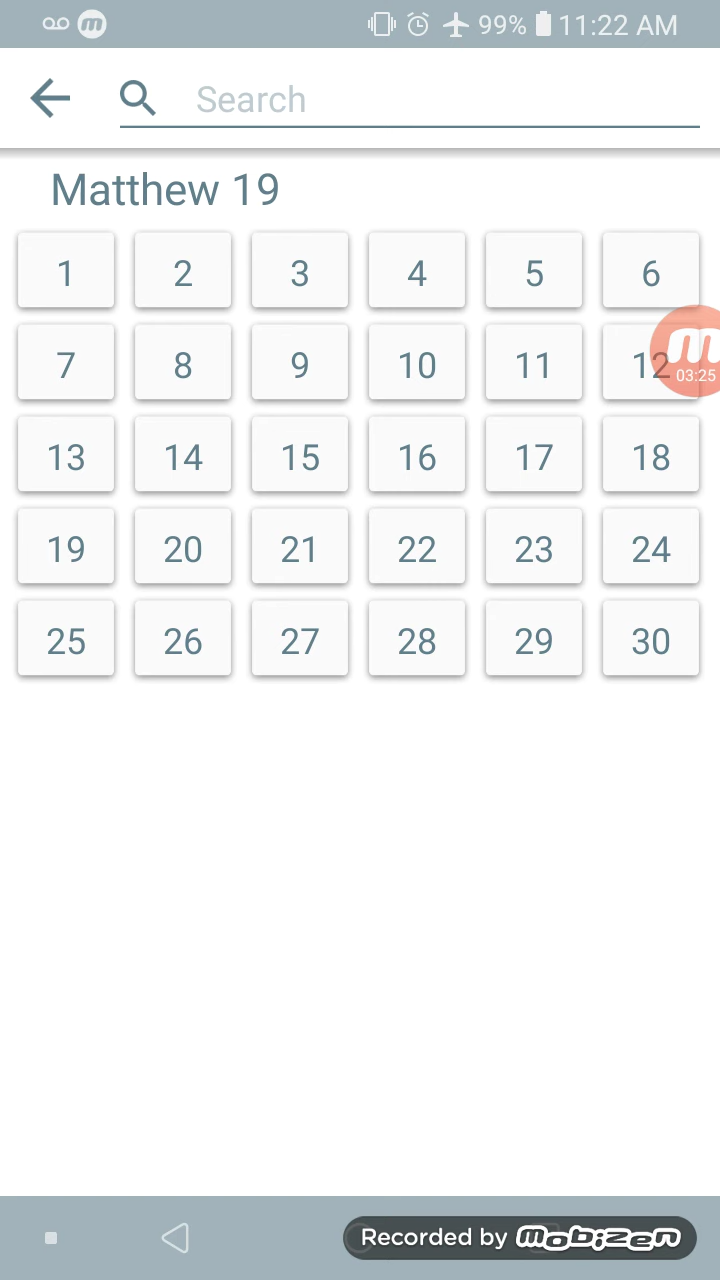 99% 11:22 AM
Search
Matthew 19
1 2 3 4 5 6
7 8 9 10 11 12
03:25
13 14 15 16 17 18
19 20 21 22 23 24
25 26 27 28 29 30
Recorded by mobizen